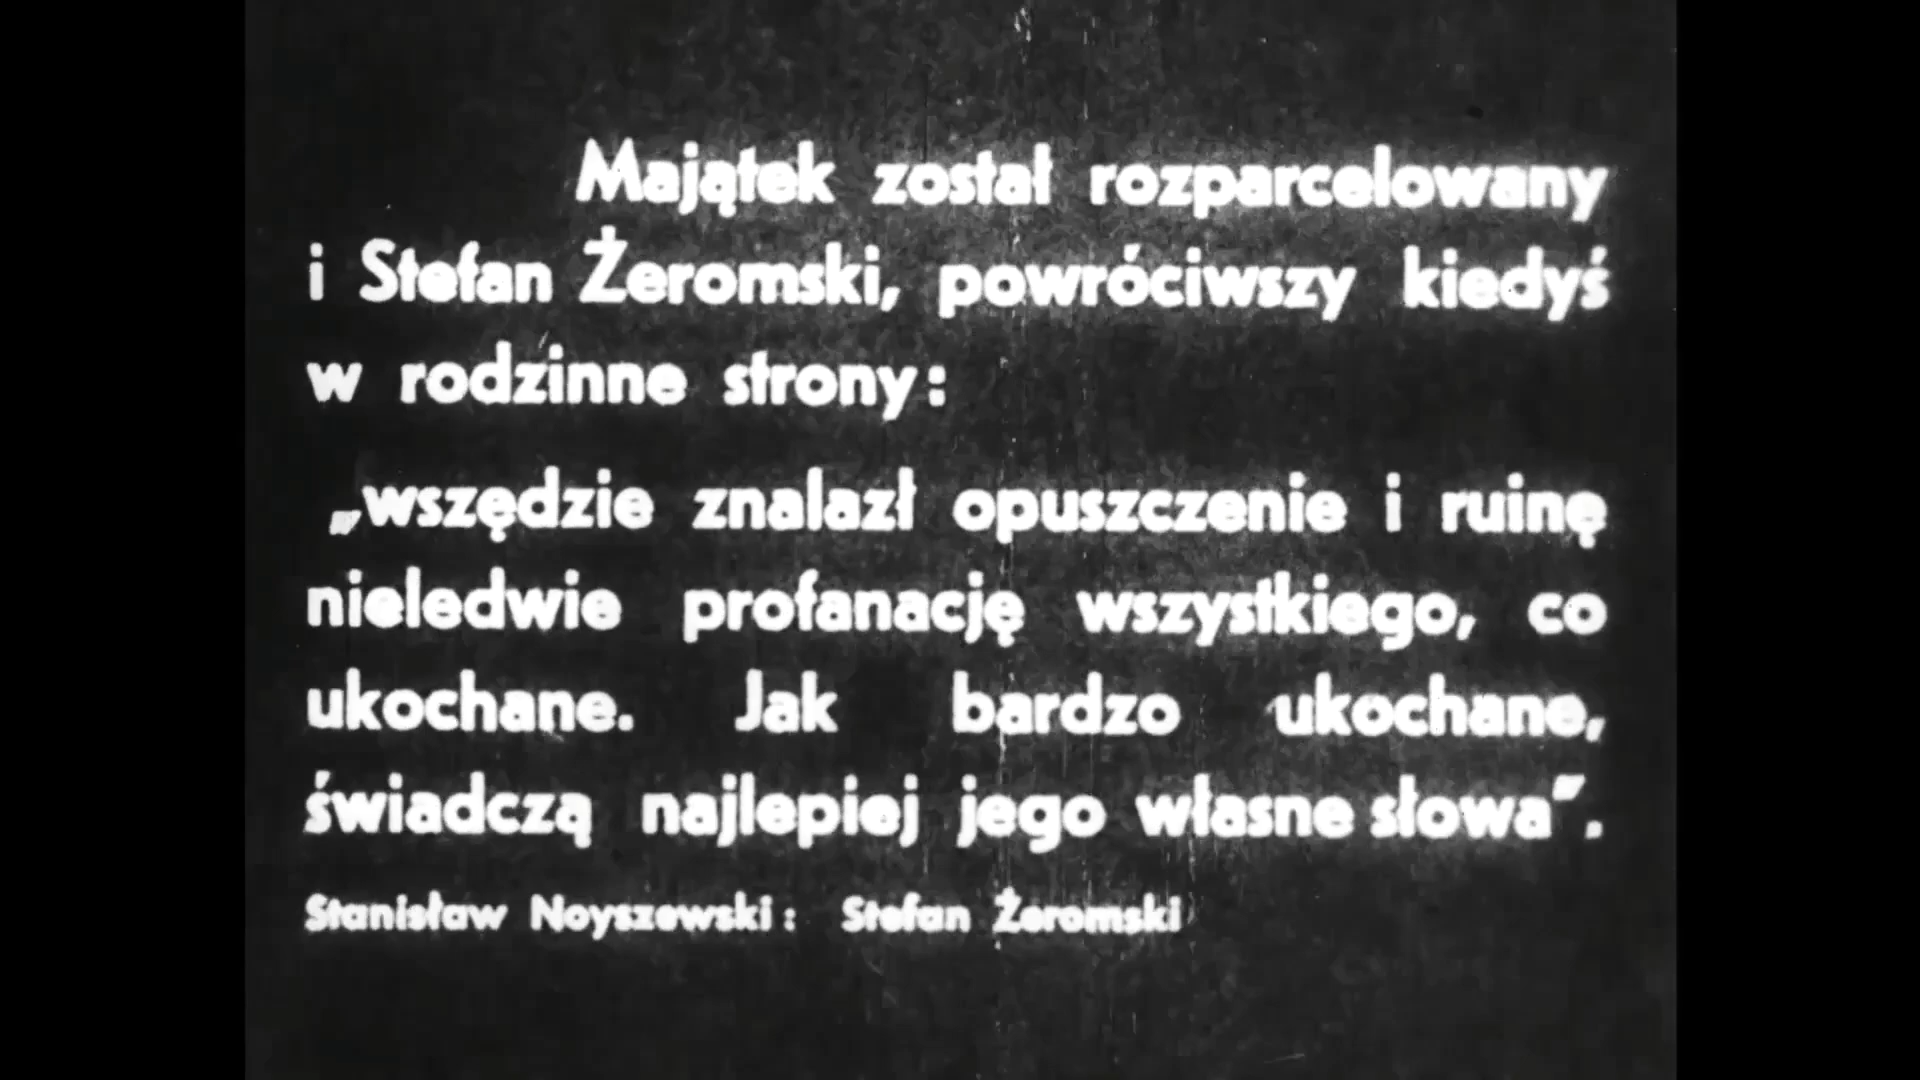 Majątek został rozparcelowany
i Stefan Żeromski, powróciwszy kiedyś
w rodzinne strony:
„wszędzie znalazł opuszczenie i ruinę
nieledwie profanację wszystkiego, co
ukochane. Jak bardzo ukochane,
świadczą najlepiej jego własne słowa”.
Stanisław Noyszewski: Stefan Żeromski